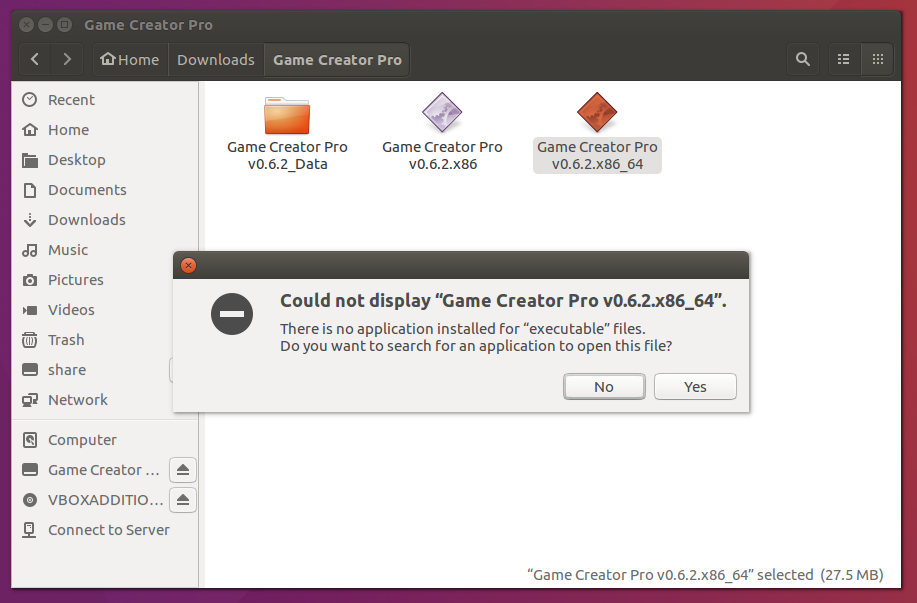 Game Creator Pro
Home
Downloads
Game Creator Pro
Recent
Home
Desktop
Documents
Downloads
Music
Pictures
Videos
Trash
share
Network
Computer
Game Creator ...
VBOXADDITIO...
Connect to Server
Game Creator Pro
v0.6.2_Data
Game Creator Pro
v0.6.2.x86
Game Creator Pro
v0.6.2.x86_64
Could not display “Game Creator Pro v0.6.2.x86_64”.
There is no application installed for “executable” files.
Do you want to search for an application to open this file?
No
Yes
“Game Creator Pro v0.6.2.x86_64” selected (27.5 MB)